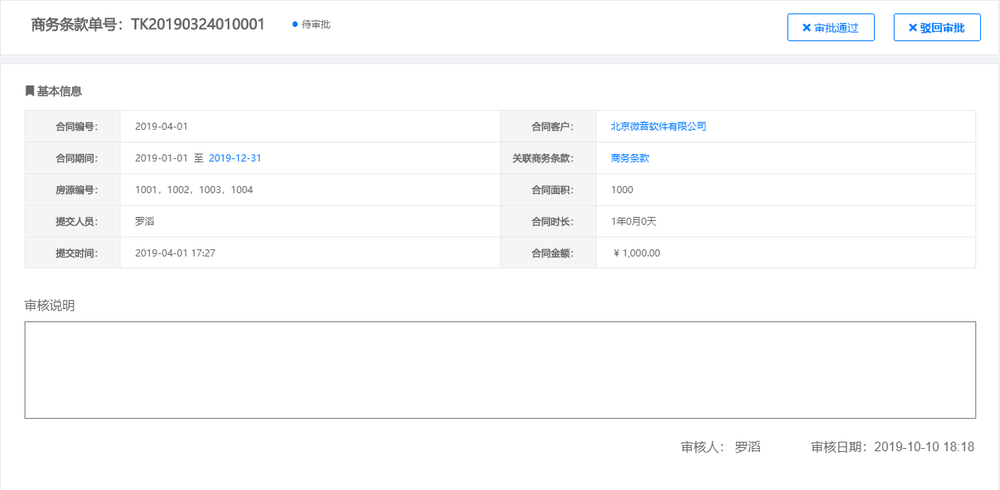 商务条款单号：TK20190324010001 待审批 审批通过 驳回审批
基本信息
合同编号： 2019-04-01 合同客户： 北京微音软件有限公司
合同期间： 2019-01-01 至 2019-12-31 关联商务条款： 商务条款
房源编号： 1001，1002，1003，1004 合同面积： 1000
提交人员： 罗滔 合同时长： 1年0月0天
提交时间： 2019-04-01 17:27 合同金额： ¥ 1,000.00
审核说明
审核人： 罗滔 审核日期：2019-10-10 18:18